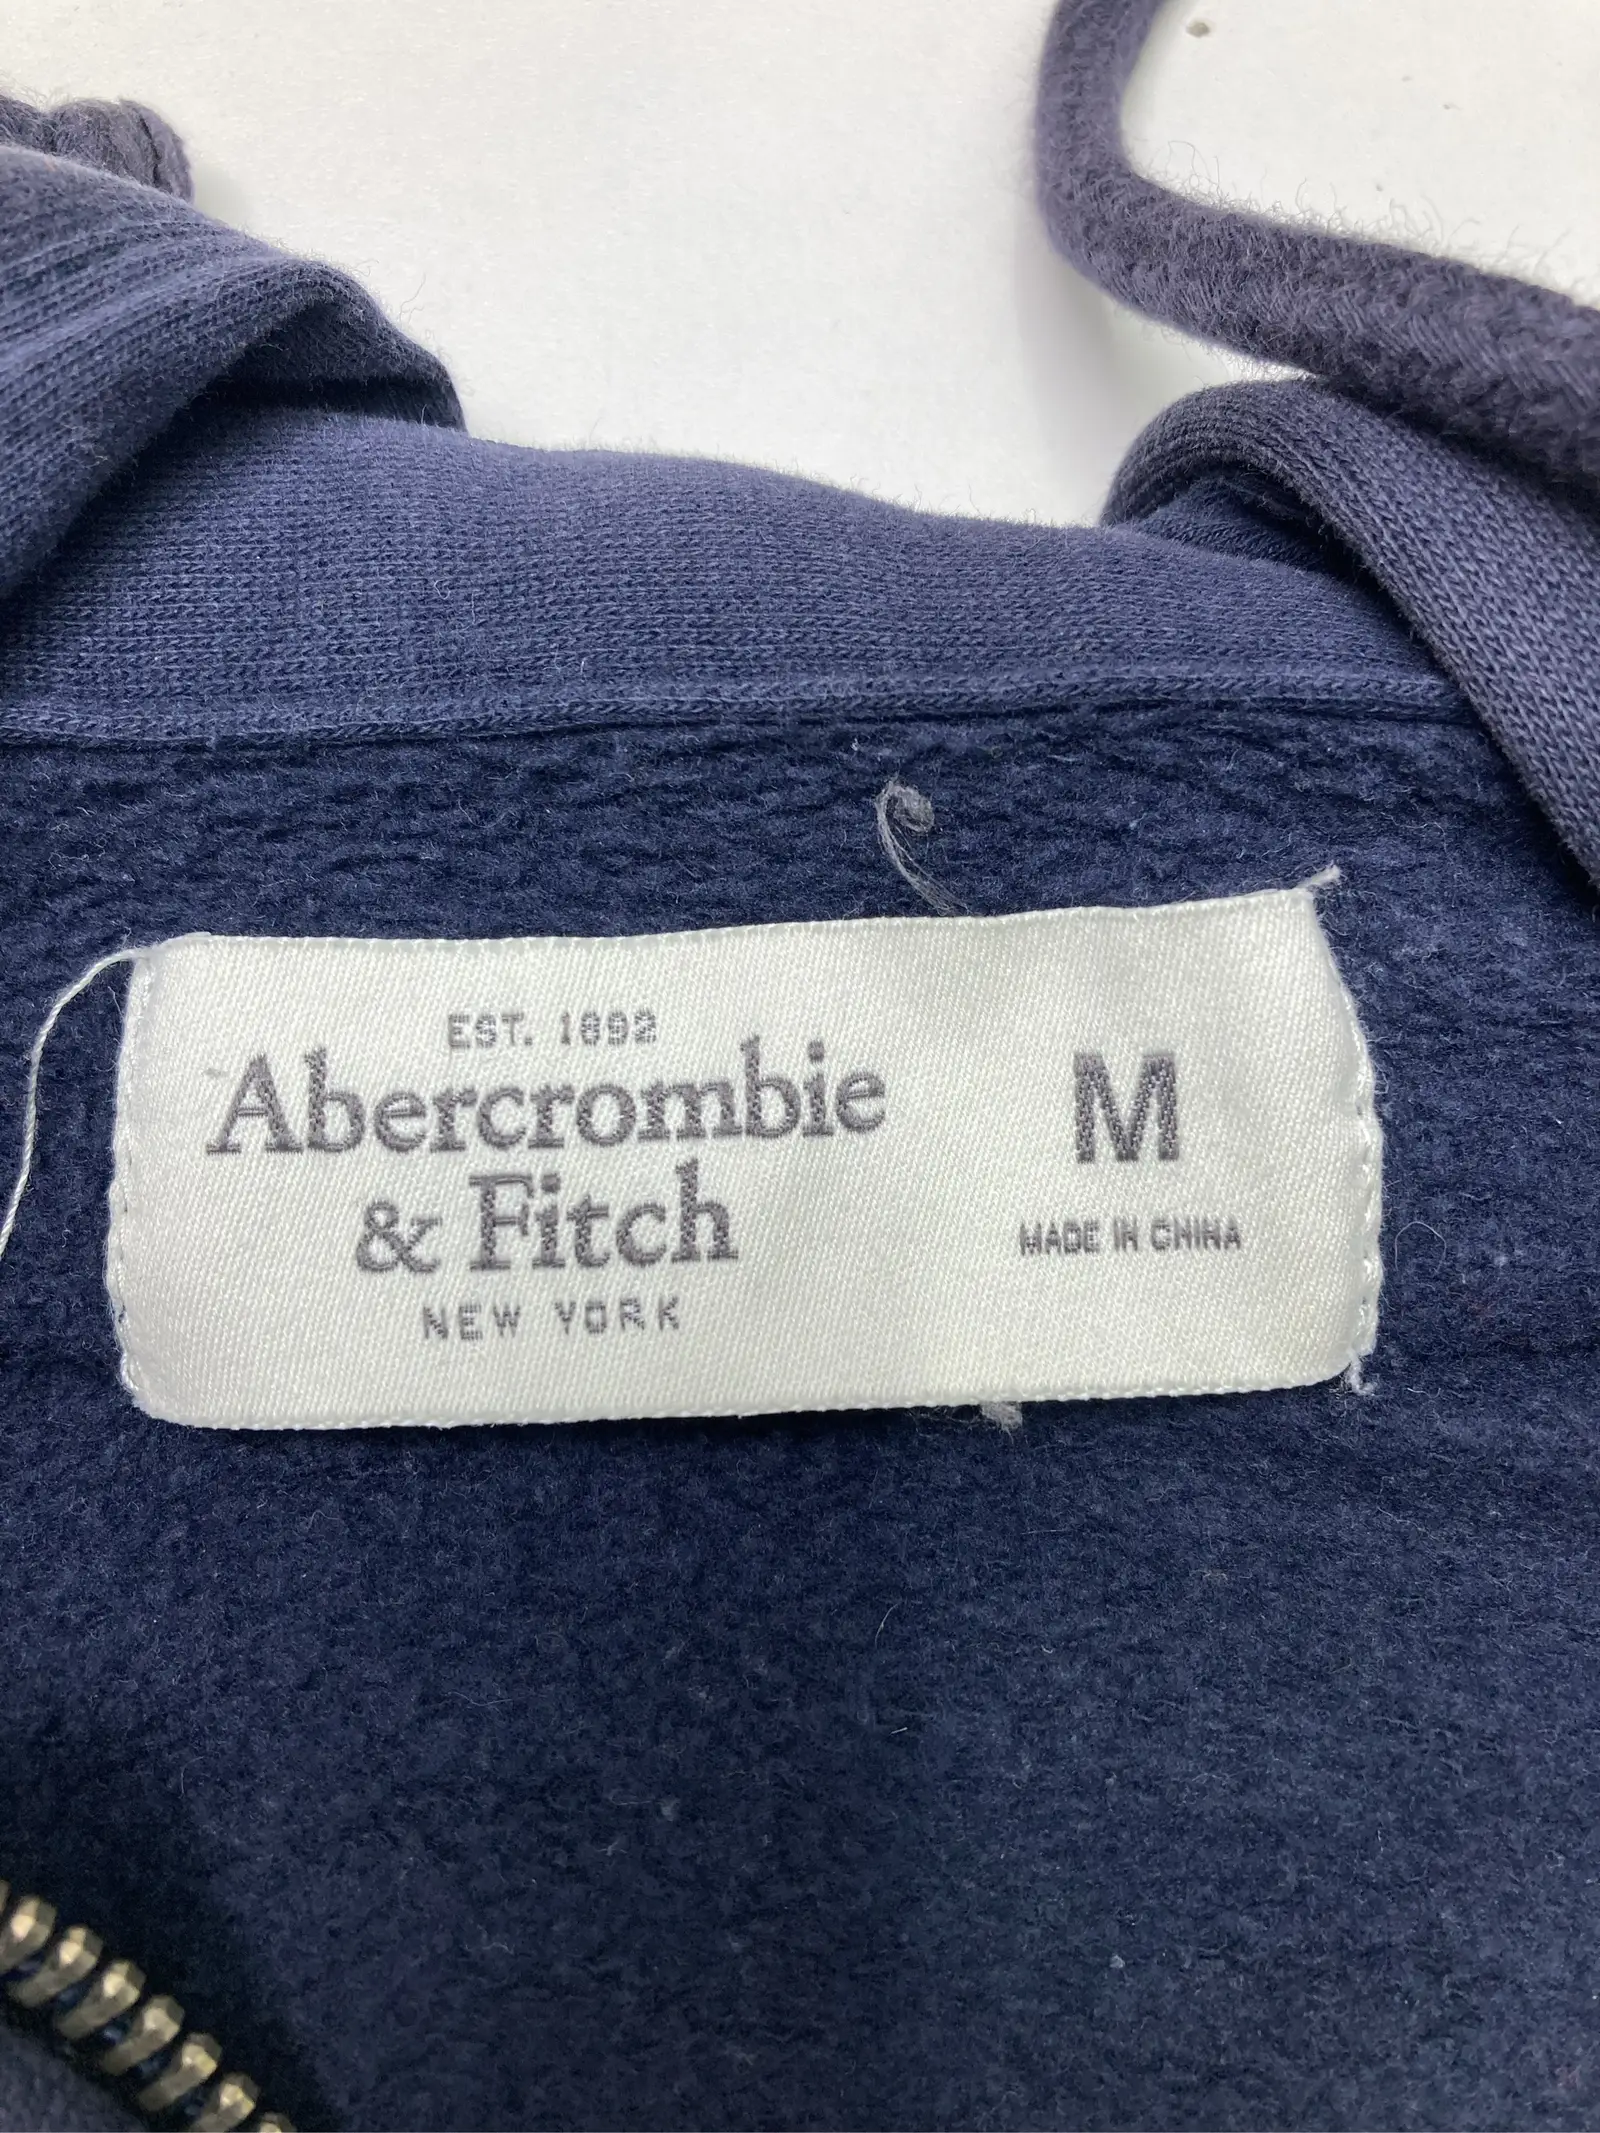 EST. 1892
Abercrombie
& Fitch
NEW YORK
M
MADE IN CHINA